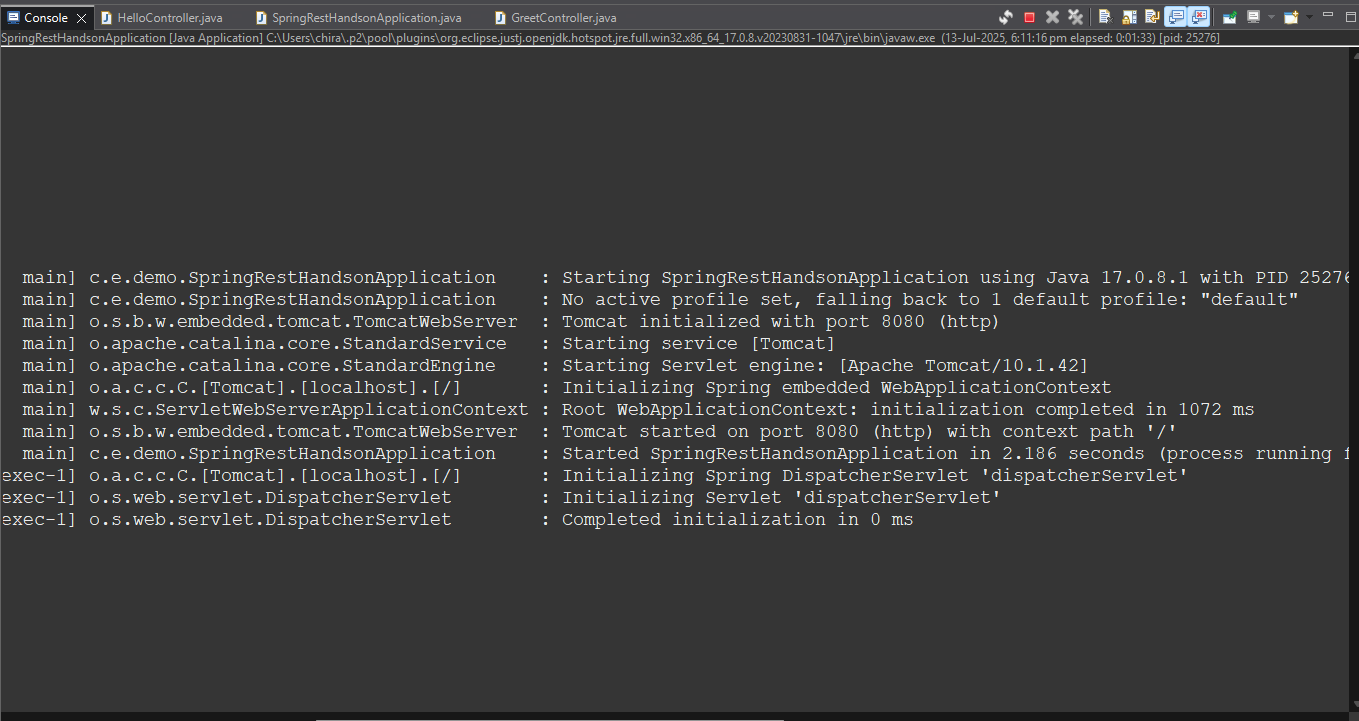 Console HelloController.java SpringRestHandsonApplication.java GreetController.java
SpringRestHandsonApplication [Java Application] C:\Users\chira\.p2\pool\plugins\org.eclipse.justj.openjdk.hotspot.jre.full.win32.x86_64_17.0.8.v20230831-1047\jre\bin\javaw.exe (13-Jul-2025, 6:11:16 pm elapsed: 0:01:33) [pid: 25276]
main] c.e.demo.SpringRestHandsonApplication : Starting SpringRestHandsonApplication using Java 17.0.8.1 with PID 25276
main] c.e.demo.SpringRestHandsonApplication : No active profile set, falling back to 1 default profile: "default"
main] o.s.b.w.embedded.tomcat.TomcatWebServer : Tomcat initialized with port 8080 (http)
main] o.apache.catalina.core.StandardService : Starting service [Tomcat]
main] o.apache.catalina.core.StandardEngine : Starting Servlet engine: [Apache Tomcat/10.1.42]
main] o.a.c.c.C.[Tomcat].[localhost].[/] : Initializing Spring embedded WebApplicationContext
main] w.s.c.ServletWebServerApplicationContext : Root WebApplicationContext: initialization completed in 1072 ms
main] o.s.b.w.embedded.tomcat.TomcatWebServer : Tomcat started on port 8080 (http) with context path '/'
main] c.e.demo.SpringRestHandsonApplication : Started SpringRestHandsonApplication in 2.186 seconds (process running f
exec-1] o.a.c.c.C.[Tomcat].[localhost].[/] : Initializing Spring DispatcherServlet 'dispatcherServlet'
exec-1] o.s.web.servlet.DispatcherServlet : Initializing Servlet 'dispatcherServlet'
exec-1] o.s.web.servlet.DispatcherServlet : Completed initialization in 0 ms